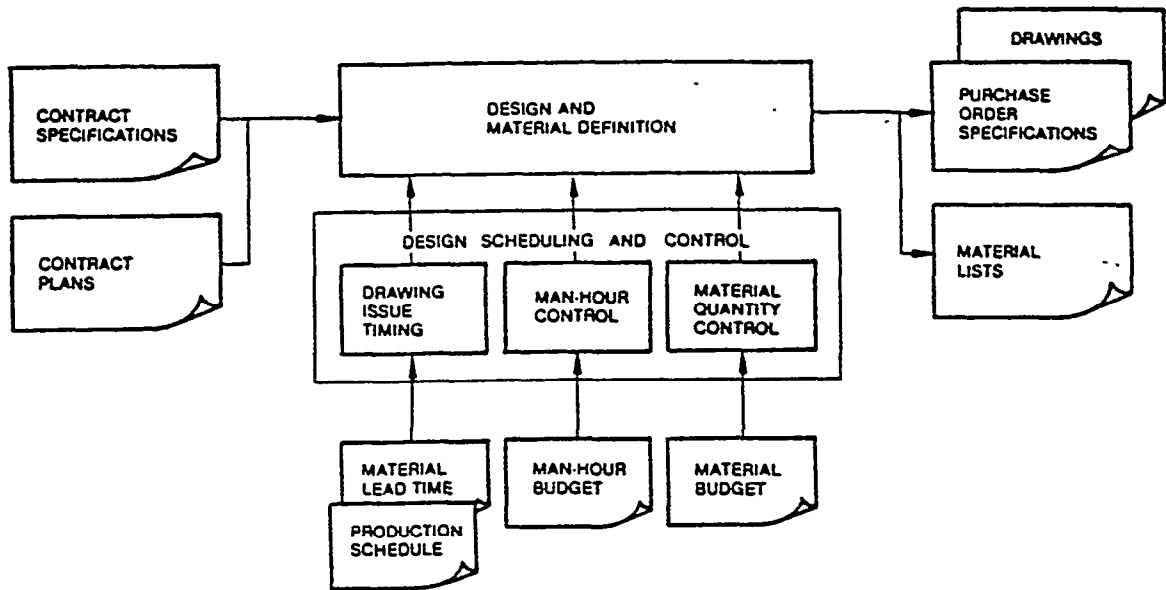 CONTRACT
SPECIFICATIONS
CONTRACT
PLANS
DESIGN AND
MATERIAL DEFINITION
DESIGN SCHEDULING AND CONTROL
DRAWING
ISSUE
TIMING
MAN-HOUR
CONTROL
MATERIAL
QUANTITY
CONTROL
MATERIAL
LEAD TIME
PRODUCTION
SCHEDULE
MAN-HOUR
BUDGET
MATERIAL
BUDGET
DRAWINGS
PURCHASE
ORDER
SPECIFICATIONS
MATERIAL
LISTS